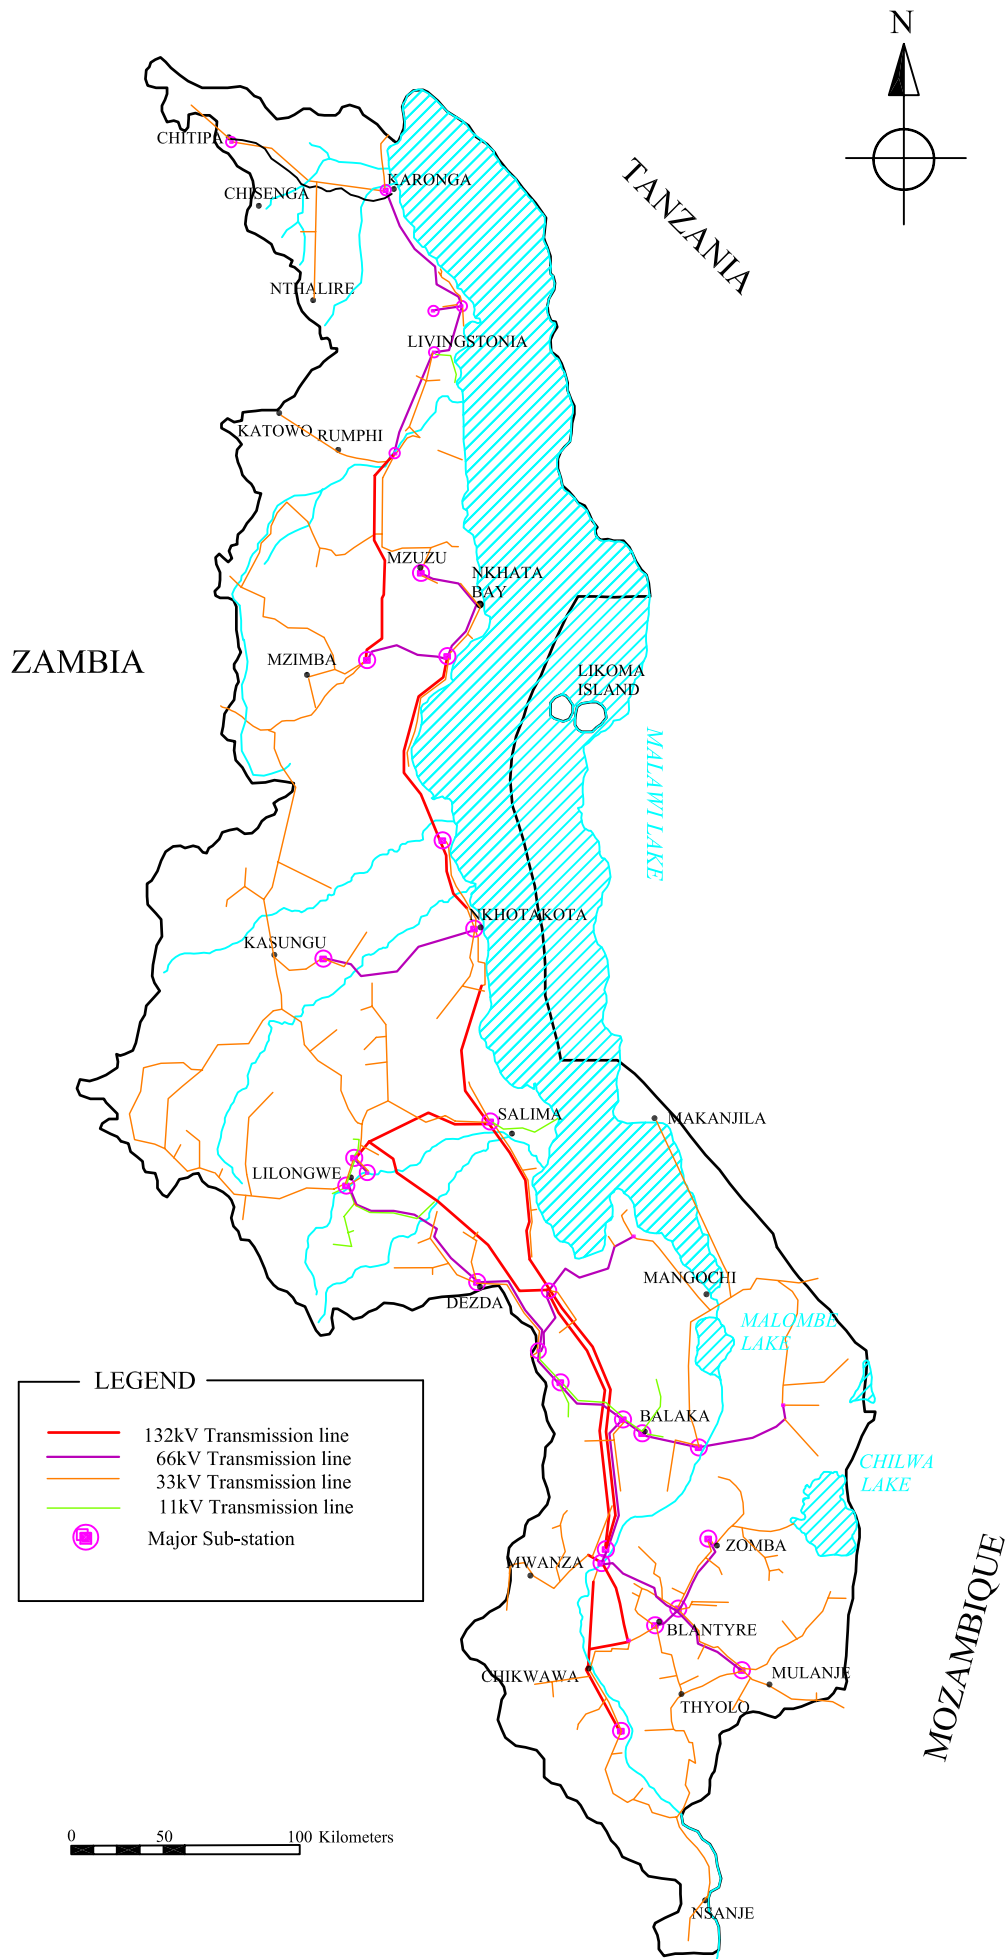 N
CHITIPA
KARONGA
CHISENGA
TANZANIA
NTHALIRE
LIVINGSTONIA
KATOWO
RUMPHI
MZUZU
NKHATA
BAY
ZAMBIA
MZIMBA
LIKOMA
ISLAND
MALAWI LAKE
NKHOTAKOTA
KASUNGU
SALIMA
MAKANJILA
LILONGWE
MANGOCHI
DEZDA
MALOMBE
LAKE
LEGEND
132kV Transmission line
66kV Transmission line
33kV Transmission line
11kV Transmission line
Major Sub-station
BALAKA
CHILWA
LAKE
MWANZA
ZOMBA
BLANTYRE
CHIKWAWA
MULANJE
THYOLO
MOZAMBIQUE
0 50 100 Kilometers
NSANJE